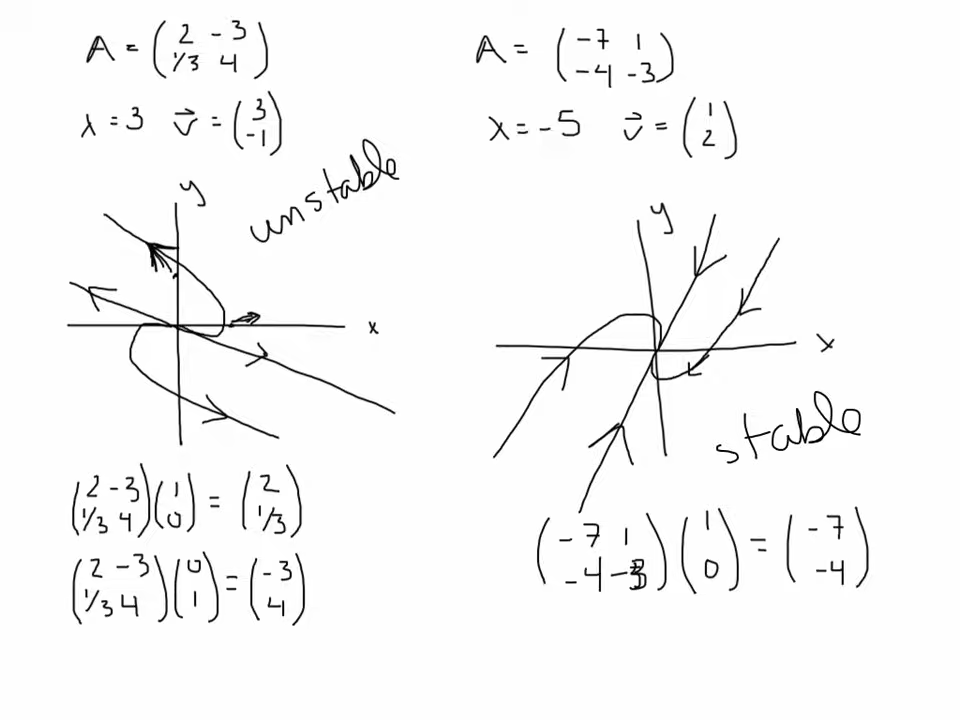 A = (2 -3
1/3 4)
λ = 3 v⃗ = (3
-1)
unstable
y
x
(2 -3
1/3 4)(1
0) = (2
1/3)
(2 -3
1/3 4)(0
1) = (-3
4)
A = (-7 1
-4 -3)
λ = -5 v⃗ = (1
2)
y
x
stable
(-7 1
-4 -3)(1
0) = (-7
-4)